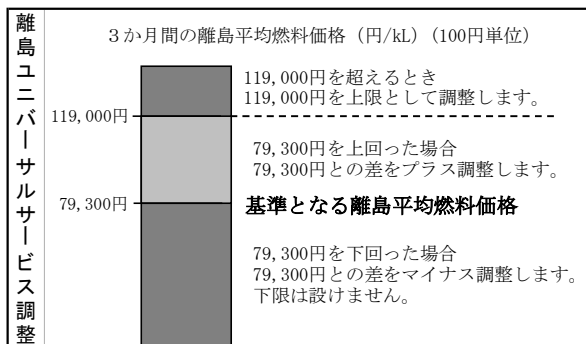 離島ユニバーサルサービス調整
3か月間の離島平均燃料価格（円/kL）(100円単位)
119,000円を超えるとき
119,000円を上限として調整します。
119,000円
79,300円を上回った場合
79,300円との差をプラス調整します。
79,300円
基準となる離島平均燃料価格
79,300円を下回った場合
79,300円との差をマイナス調整します。
下限は設けません。